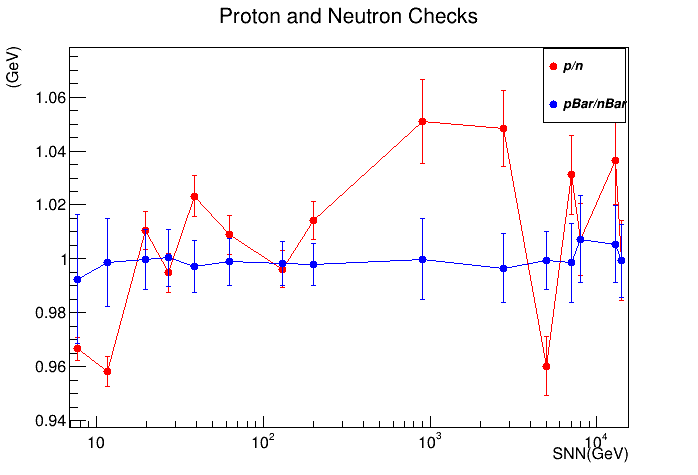 Proton and Neutron Checks
(GeV)
p/n
pBar/nBar
1.06
1.04
1.02
1
0.98
0.96
0.94
10
10²
10³
10⁴
SNN(GeV)